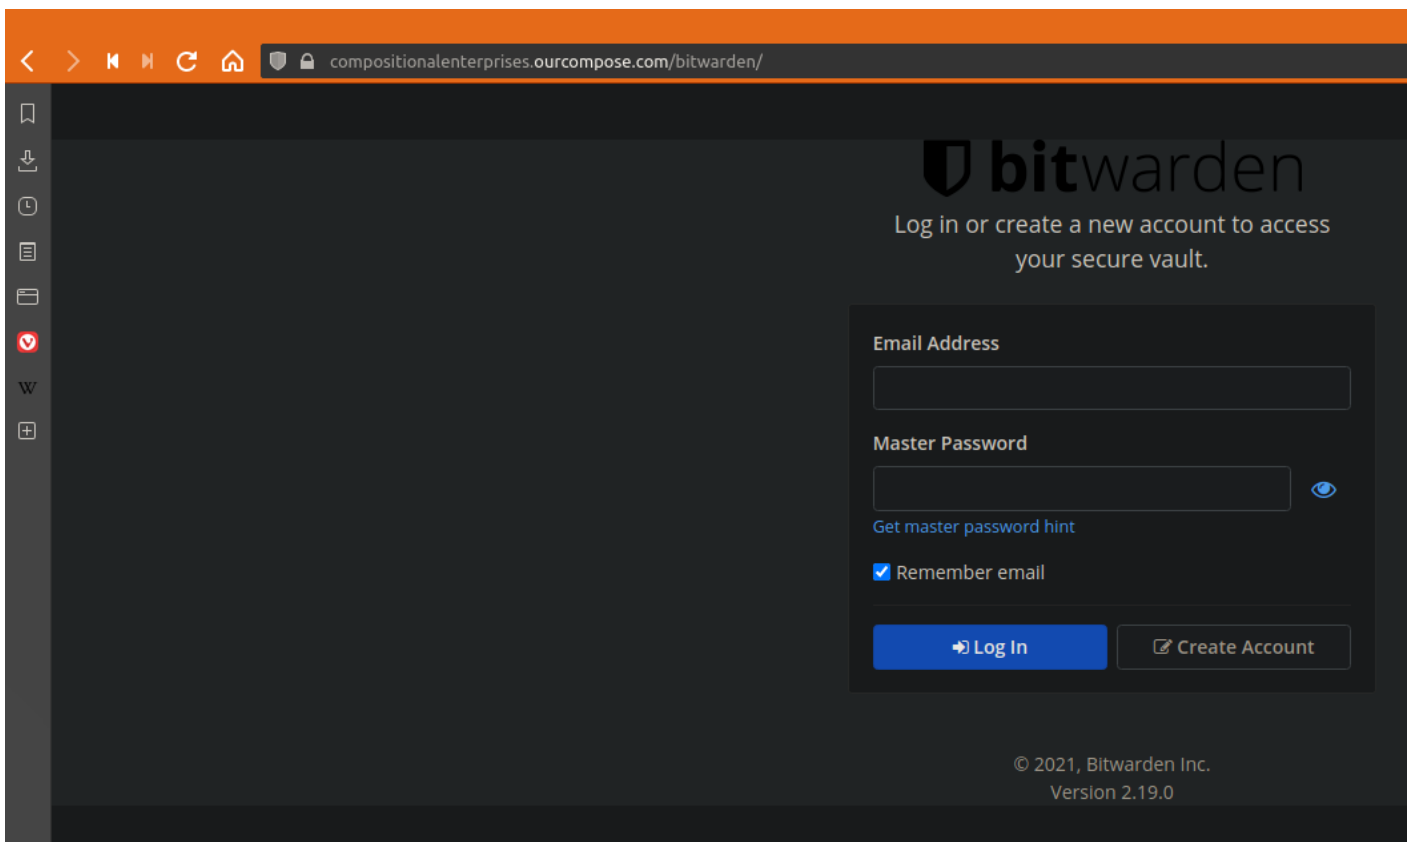 compositionalenterprises.ourcompose.com/bitwarden/
bitwarden
Log in or create a new account to access
your secure vault.
Email Address
Master Password
Get master password hint
Remember email
Log In
Create Account
© 2021, Bitwarden Inc.
Version 2.19.0
W